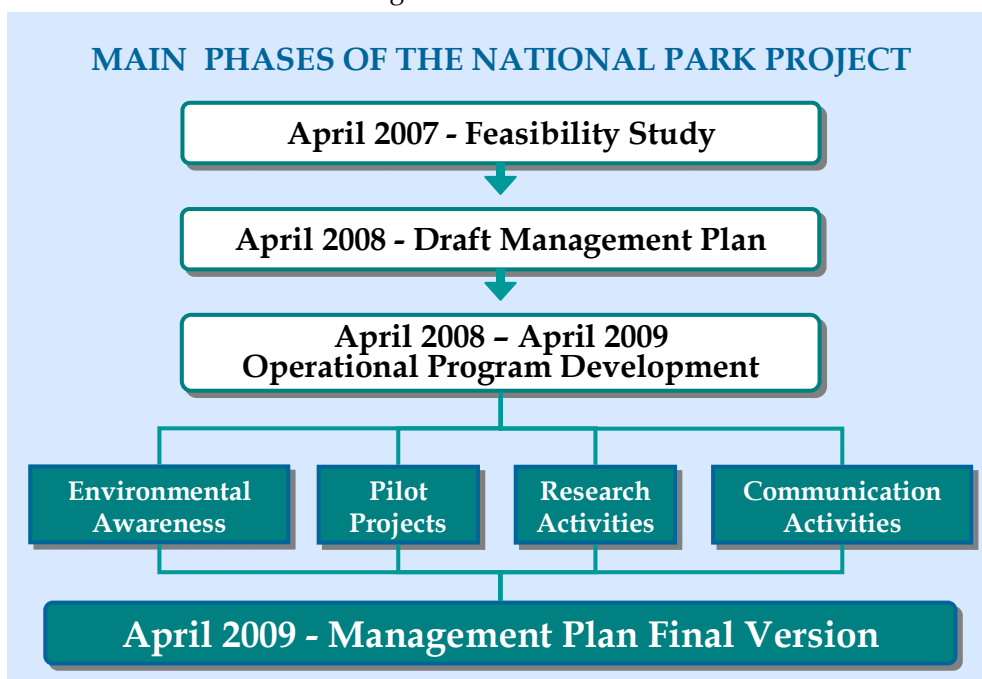 MAIN PHASES OF THE NATIONAL PARK PROJECT
April 2007 - Feasibility Study
April 2008 - Draft Management Plan
April 2008 – April 2009
Operational Program Development
Environmental
Awareness
Pilot
Projects
Research
Activities
Communication
Activities
April 2009 - Management Plan Final Version